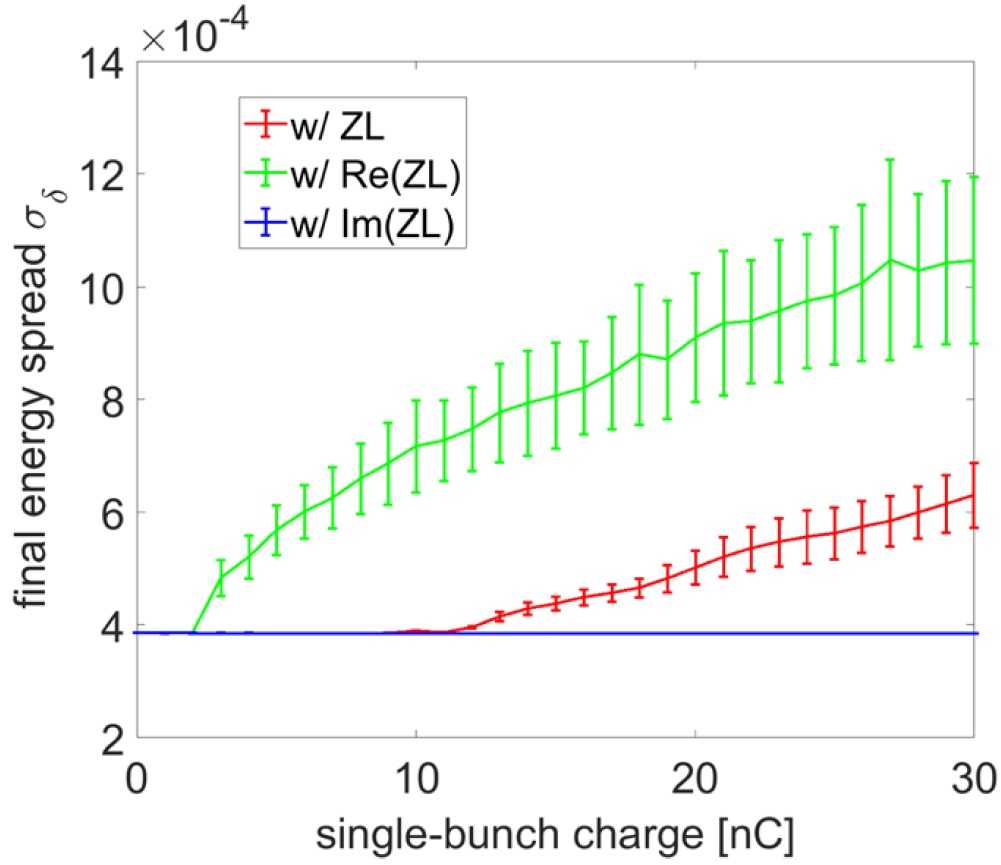 ×10⁻⁴
14
12
10
8
6
4
2
0
10
20
30
final energy spread σ_δ
w/ ZL
w/ Re(ZL)
w/ Im(ZL)
single-bunch charge [nC]